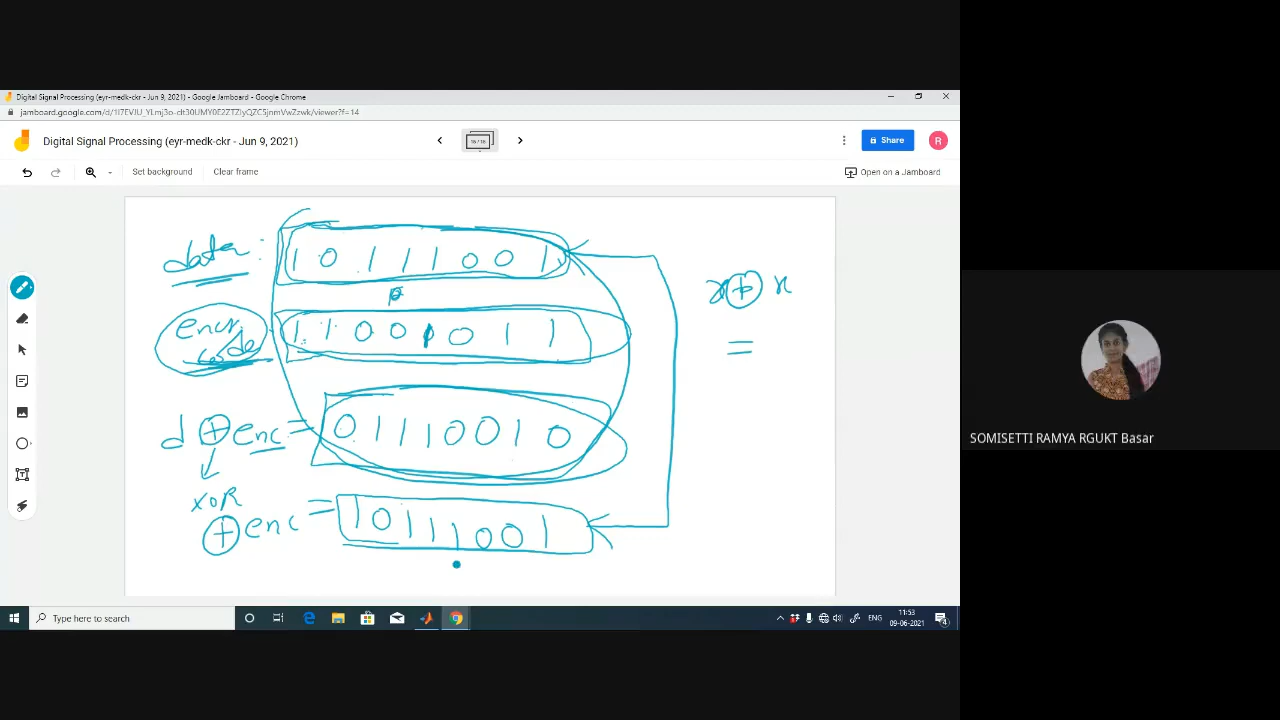 Digital Signal Processing (eyr-medk-ckr - Jun 9, 2021) - Google Jamboard - Google Chrome
Digital Signal Processing (eyr-medk-ckr - Jun 9, 2021)
Share
R
Set background
Clear frame
Open on a Jamboard
data : 1 0 1 1 1 0 0 1
encr code 1 1 0 0 1 0 1 1
d ⊕ enc = 0 1 1 1 0 0 1 0
XOR
⊕ enc = 1 0 1 1 1 0 0 1
x ⊕ x
=
SOMISETTI RAMYA RGUKT Basar
Type here to search
ENG
11:53
09-06-2021